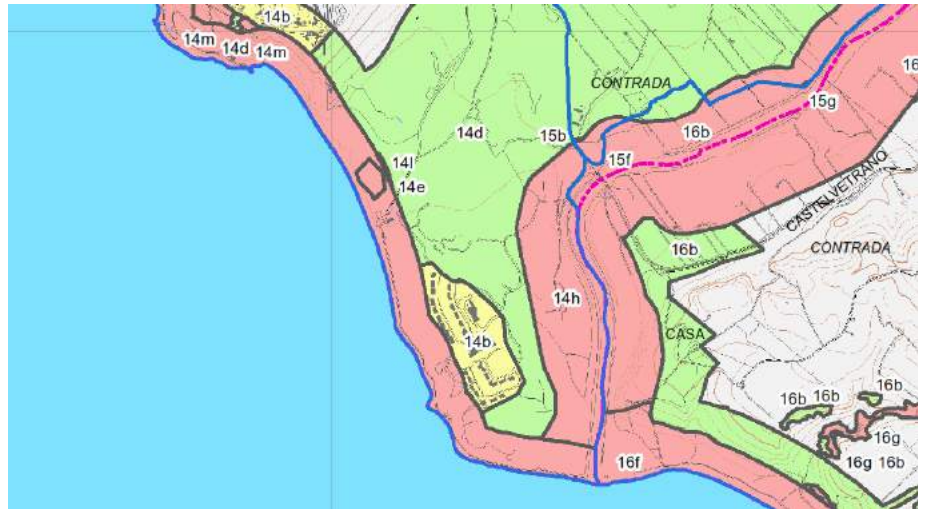 14b
14m
14d
14m
16
CONTRADA
15g
14d
15b
16b
15f
14l
14e
CASTELVETRANO
CONTRADA
16b
14h
CASA
14b
16b
16b
16b
16g
16g
16b
16f